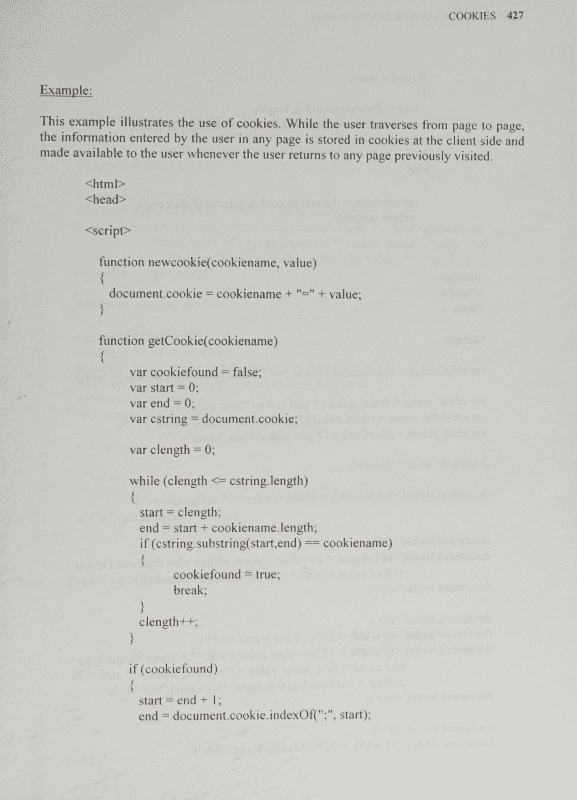 COOKIES 427
Example:
This example illustrates the use of cookies. While the user traverses from page to page,
the information entered by the user in any page is stored in cookies at the client side and
made available to the user whenever the user returns to any page previously visited.
<html>
<head>
<script>
function newcookie(cookiename, value)
{
document.cookie = cookiename + "=" + value;
}
function getCookie(cookiename)
{
var cookiefound = false;
var start = 0;
var end = 0;
var cstring = document.cookie;
var clength = 0;
while (clength <= cstring.length)
{
start = clength;
end = start + cookiename.length;
if (cstring.substring(start,end) == cookiename)
{
cookiefound = true;
break;
}
clength++;
}
if (cookiefound)
{
start = end + 1;
end = document.cookie.indexOf(";", start);